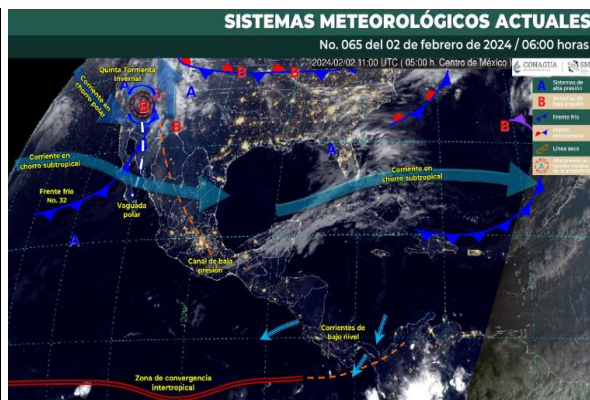 SISTEMAS METEOROLÓGICOS ACTUALES
No. 065 del 02 de febrero de 2024 / 06:00 horas
2024/02/02 11:00 UTC ( 05:00 h. Centro de México )
CONAGUA
A
Sistemas de
alta presión
B
Sistemas de
baja presión
Frente frío
Frente
estacionario
Línea seca
A
Quinta Tormenta
Invernal
Corriente en
chorro polar
A
B
A
B
B
B
B
B
Corriente en
chorro subtropical
A
Corriente en
chorro subtropical
Frente frío
No. 32
Vaguada
polar
A
Canal de baja
presión
Corrientes de
bajo nivel
Zona de convergencia
intertropical